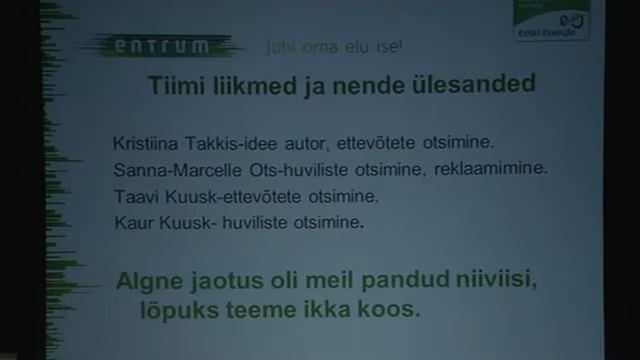 entrum Juhi oma elu ise!
Eesti Energia
Tiimi liikmed ja nende ülesanded
Kristiina Takkis-idee autor, ettevõtete otsimine.
Sanna-Marcelle Ots-huviliste otsimine, reklaamimine.
Taavi Kuusk-ettevõtete otsimine.
Kaur Kuusk- huviliste otsimine.
Algne jaotus oli meil pandud niiviisi,
lõpuks teeme ikka koos.